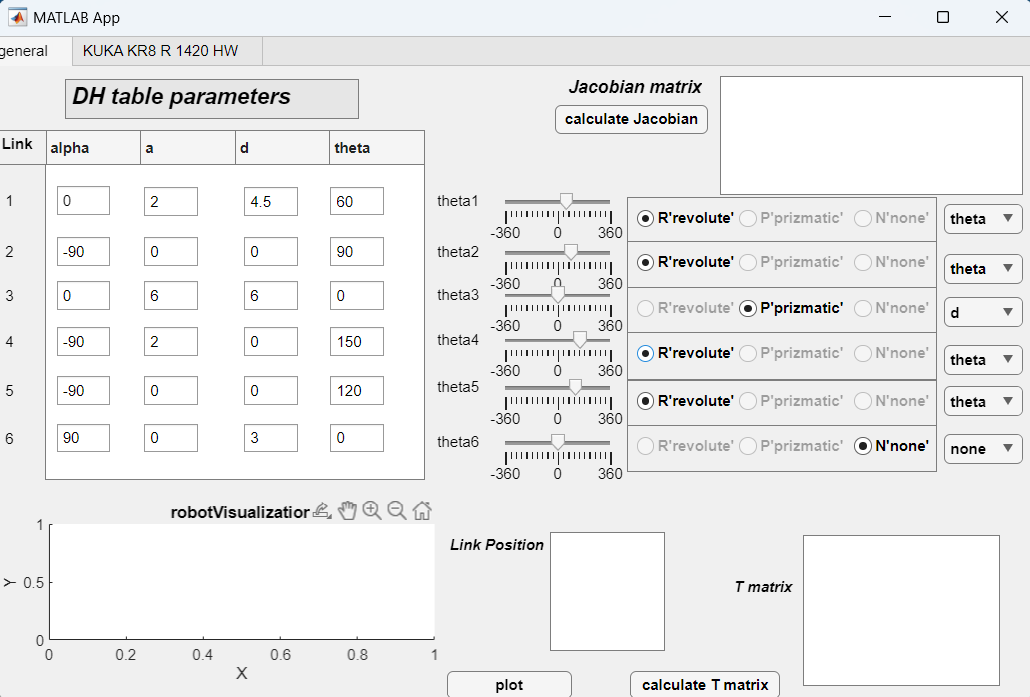 MATLAB App
general KUKA KR8 R 1420 HW
DH table parameters
Jacobian matrix
calculate Jacobian
Link alpha a d theta
1 0 2 4.5 60
2 -90 0 0 90
3 0 6 6 0
4 -90 2 0 150
5 -90 0 0 120
6 90 0 3 0
theta1
-360 0 360
theta2
-360 0 360
theta3
-360 0 360
theta4
-360 0 360
theta5
-360 0 360
theta6
-360 0 360
R'revolute' P'prizmatic' N'none' theta
R'revolute' P'prizmatic' N'none' theta
R'revolute' P'prizmatic' N'none' d
R'revolute' P'prizmatic' N'none' theta
R'revolute' P'prizmatic' N'none' theta
R'revolute' P'prizmatic' N'none' none
robotVisualizatior
1
0.5
0
Y
0 0.2 0.4 0.6 0.8 1
X
Link Position
T matrix
plot
calculate T matrix